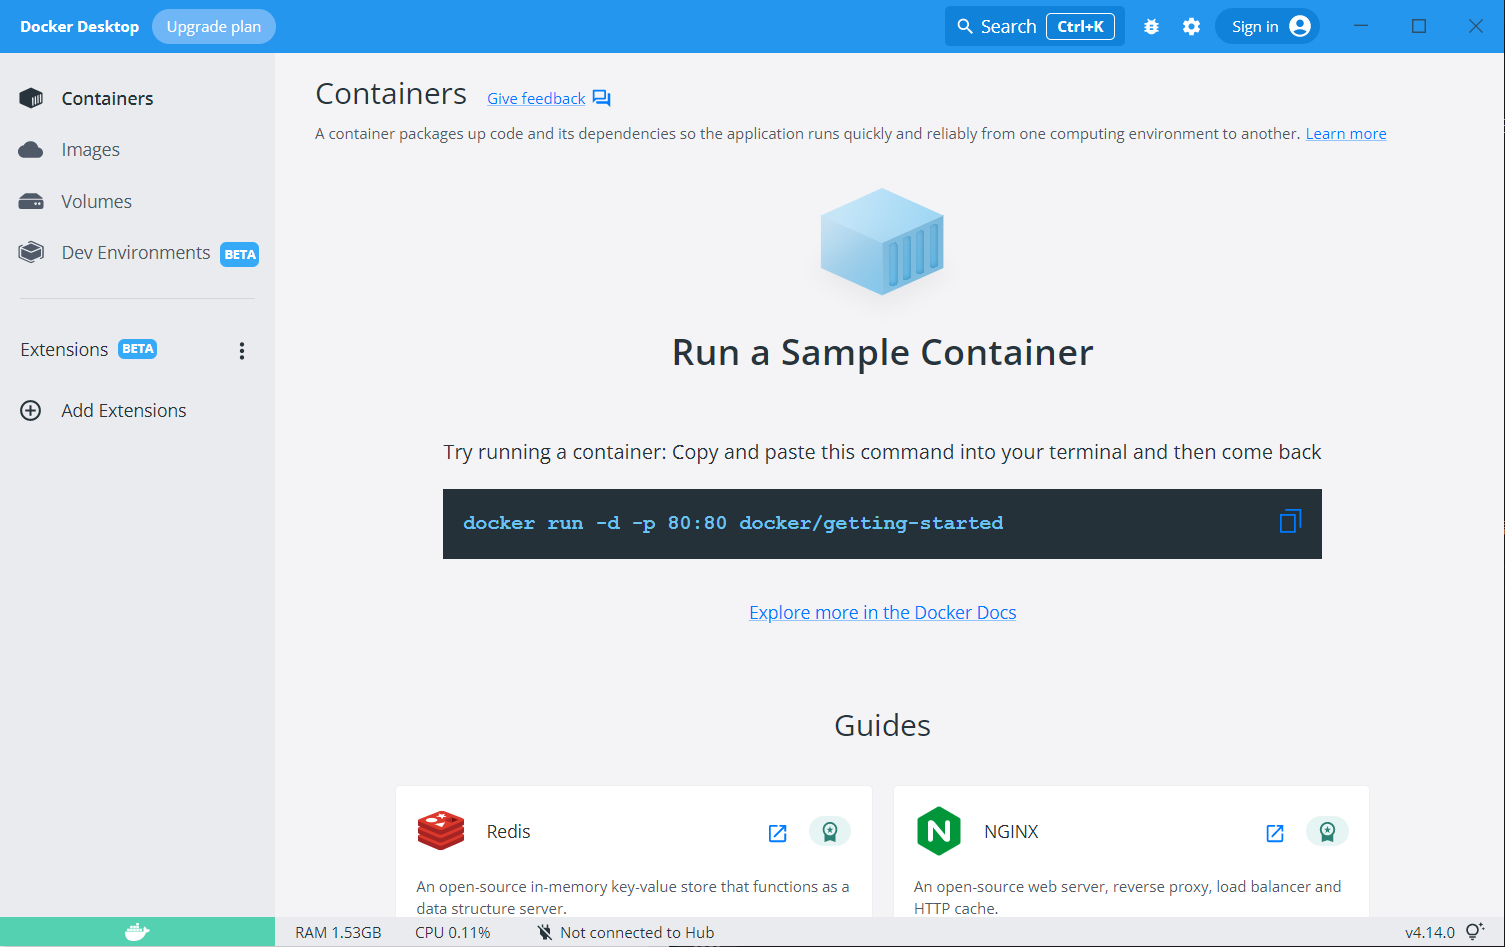 Docker Desktop Upgrade plan Search Ctrl+K Sign in
Containers
Images
Volumes
Dev Environments BETA
Extensions BETA
Add Extensions
Containers Give feedback
A container packages up code and its dependencies so the application runs quickly and reliably from one computing environment to another. Learn more
Run a Sample Container
Try running a container: Copy and paste this command into your terminal and then come back
docker run -d -p 80:80 docker/getting-started
Explore more in the Docker Docs
Guides
Redis
An open-source in-memory key-value store that functions as a
data structure server.
NGINX
An open-source web server, reverse proxy, load balancer and
HTTP cache.
RAM 1.53GB CPU 0.11% Not connected to Hub v4.14.0